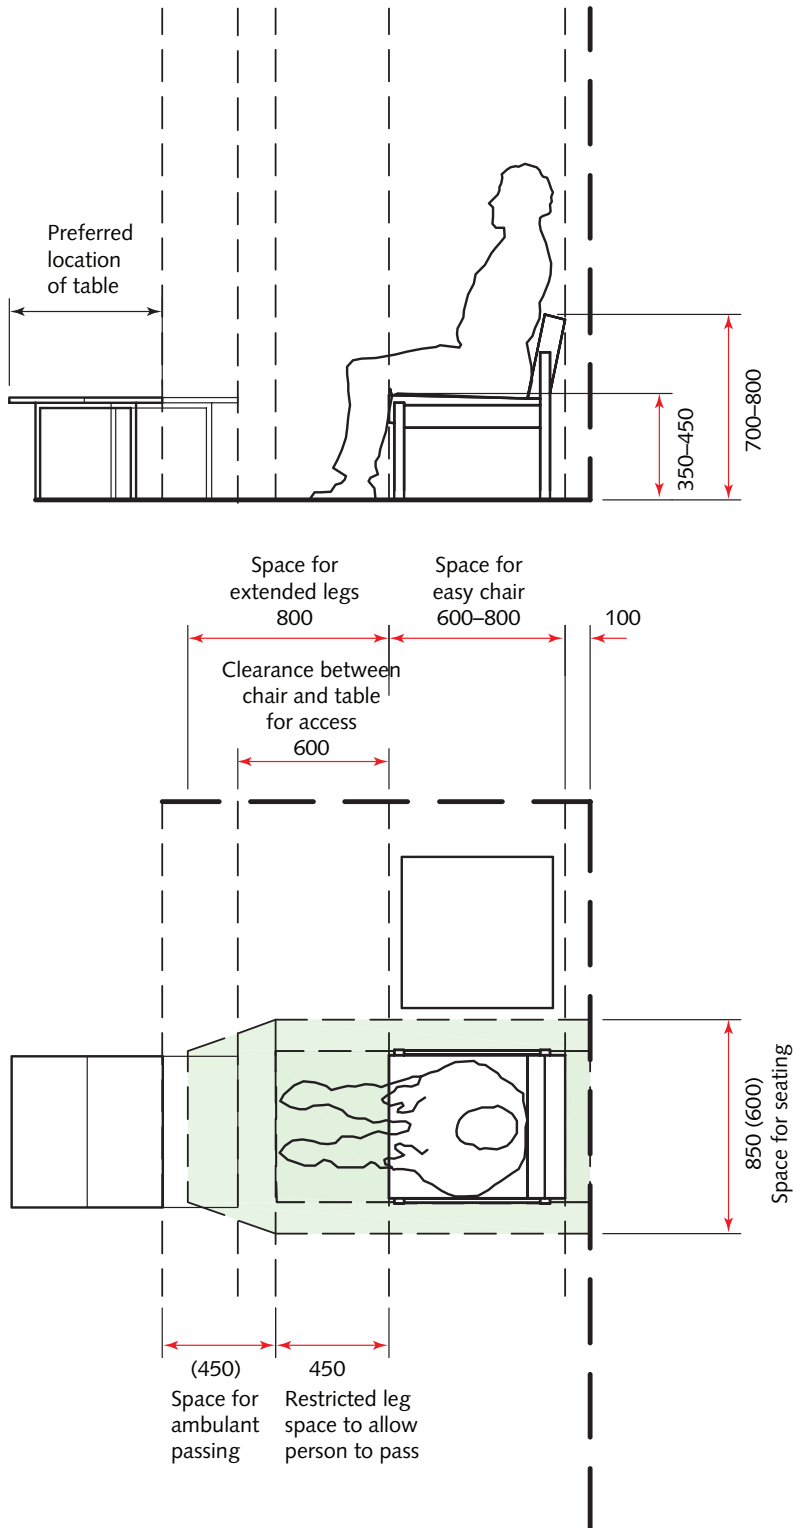 Preferred
location
of table
350–450
700–800
Space for
extended legs
800
Space for
easy chair
600–800
100
Clearance between
chair and table
for access
600
850 (600)
Space for seating
(450)
Space for
ambulant
passing
450
Restricted leg
space to allow
person to pass